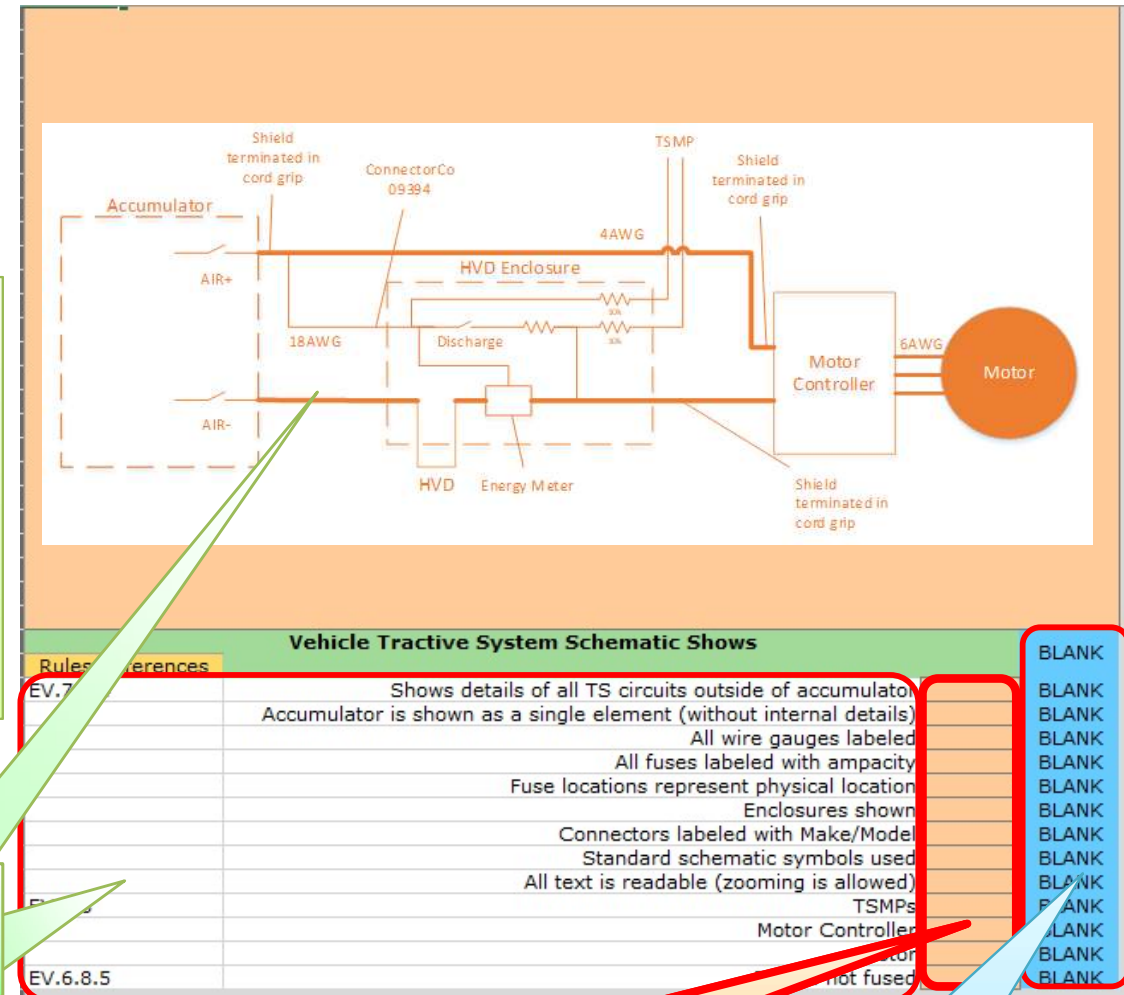 Shield
terminated in
cord grip
TSMP
ConnectorCo
09394
Shield
terminated in
cord grip
Accumulator
4AWG
AIR+
HVD Enclosure
10k
18AWG
Discharge
10k
Motor
Controller
6AWG
Motor
AIR-
HVD
Energy Meter
Shield
terminated in
cord grip
Vehicle Tractive System Schematic Shows
BLANK
Rules
Shows details of all TS circuits outside of accumulator BLANK
Accumulator is shown as a single element (without internal details) BLANK
All wire gauges labeled BLANK
All fuses labeled with ampacity BLANK
Fuse locations represent physical location BLANK
Enclosures shown BLANK
Connectors labeled with Make/Model BLANK
Standard schematic symbols used BLANK
All text is readable (zooming is allowed) BLANK
TSMPs
Motor Controller
BLANK
EV.6.8.5 not fused BLANK